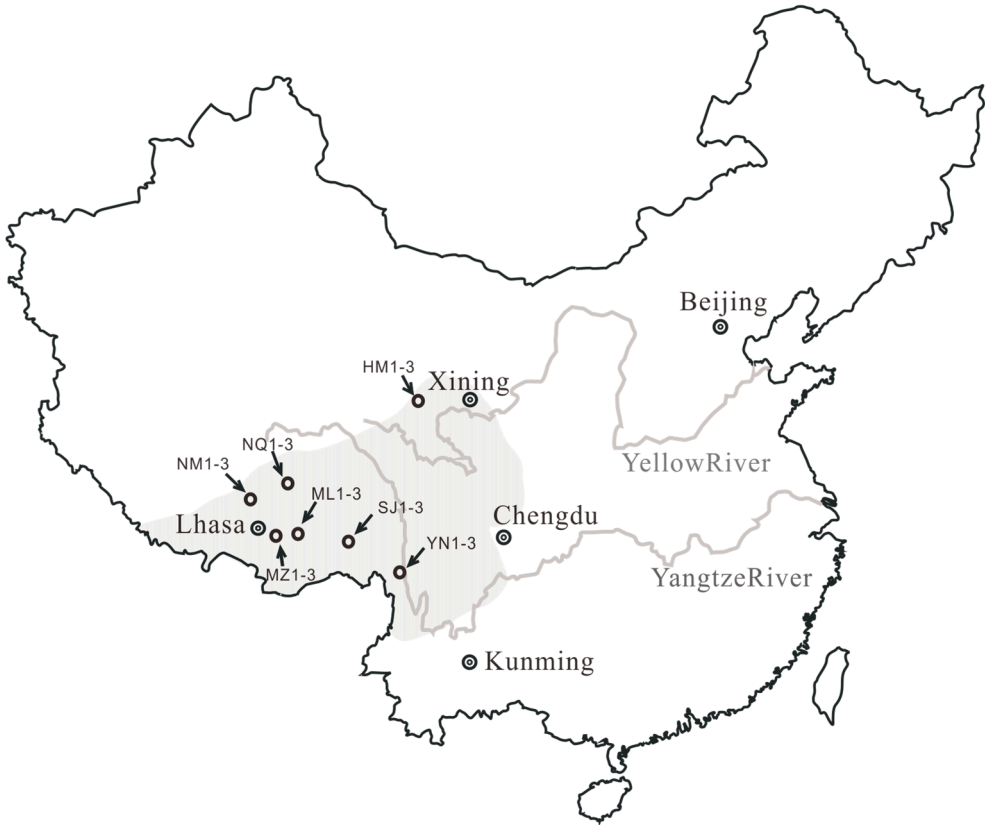 Beijing
HM1-3
Xining
NQ1-3
YellowRiver
NM1-3
ML1-3
SJ1-3
Lhasa
Chengdu
YN1-3
MZ1-3
YangtzeRiver
Kunming